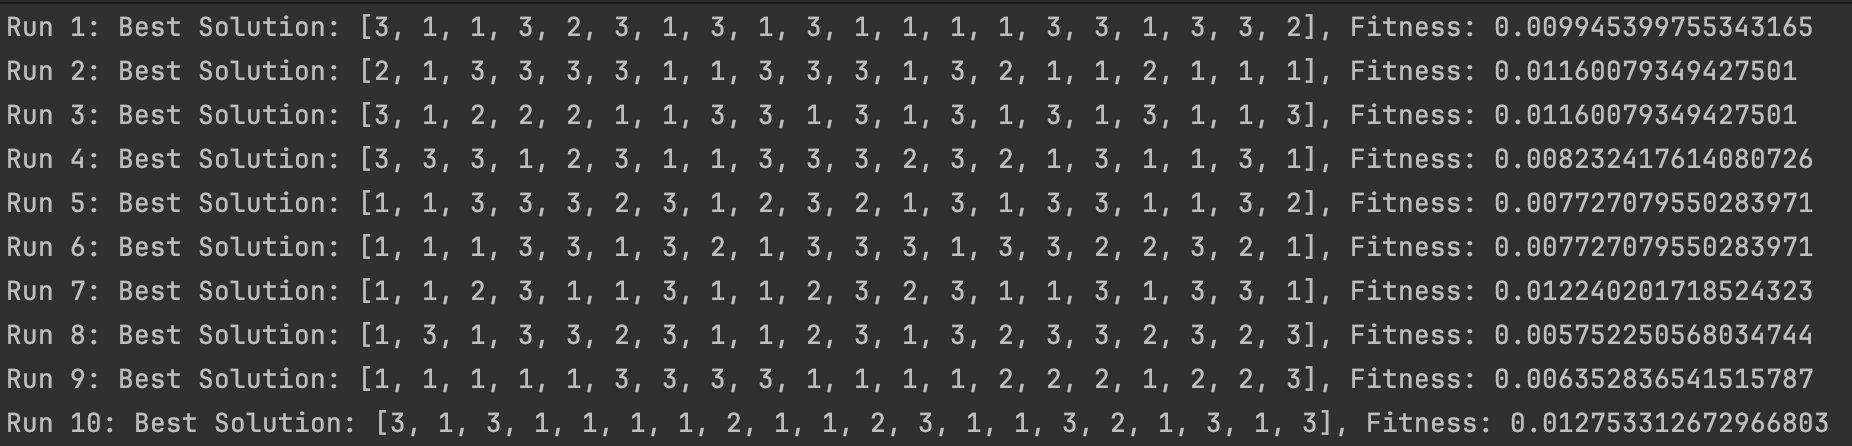 Run 1: Best Solution: [3, 1, 1, 3, 2, 3, 1, 3, 1, 3, 1, 1, 1, 1, 3, 3, 1, 3, 3, 2], Fitness: 0.009945399755343165
Run 2: Best Solution: [2, 1, 3, 3, 3, 3, 1, 1, 3, 3, 3, 1, 3, 2, 1, 1, 2, 1, 1, 1], Fitness: 0.01160079349427501
Run 3: Best Solution: [3, 1, 2, 2, 2, 1, 1, 3, 3, 1, 3, 1, 3, 1, 3, 1, 3, 1, 1, 3], Fitness: 0.01160079349427501
Run 4: Best Solution: [3, 3, 3, 1, 2, 3, 1, 1, 3, 3, 3, 2, 3, 2, 1, 3, 1, 1, 3, 1], Fitness: 0.008232417614080726
Run 5: Best Solution: [1, 1, 3, 3, 3, 2, 3, 1, 2, 3, 2, 1, 3, 1, 3, 3, 1, 1, 3, 2], Fitness: 0.007727079550283971
Run 6: Best Solution: [1, 1, 1, 3, 3, 1, 3, 2, 1, 3, 3, 3, 1, 3, 3, 2, 2, 3, 2, 1], Fitness: 0.007727079550283971
Run 7: Best Solution: [1, 1, 2, 3, 1, 1, 3, 1, 1, 2, 3, 2, 3, 1, 1, 3, 1, 3, 3, 1], Fitness: 0.012240201718524323
Run 8: Best Solution: [1, 3, 1, 3, 3, 2, 3, 1, 1, 2, 3, 1, 3, 2, 3, 3, 2, 3, 2, 3], Fitness: 0.005752250568034744
Run 9: Best Solution: [1, 1, 1, 1, 1, 3, 3, 3, 3, 1, 1, 1, 1, 2, 2, 2, 1, 2, 2, 3], Fitness: 0.006352836541515787
Run 10: Best Solution: [3, 1, 3, 1, 1, 1, 1, 2, 1, 1, 2, 3, 1, 1, 3, 2, 1, 3, 1, 3], Fitness: 0.012753312672966803